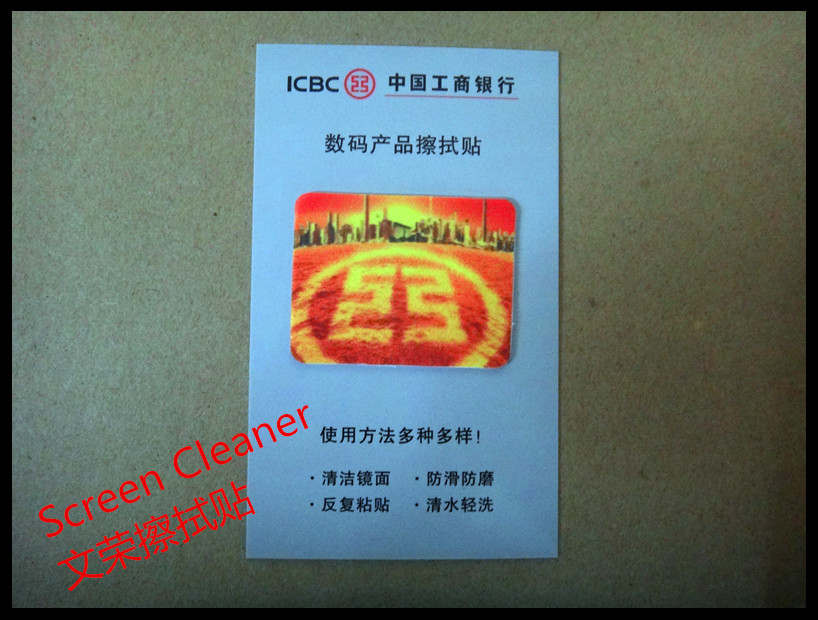 ICBC 中国工商银行
数码产品擦拭贴
使用方法多种多样!
·清洁镜面 ·防滑防磨
·反复粘贴 ·清水轻洗
Screen Cleaner
文荣擦拭贴